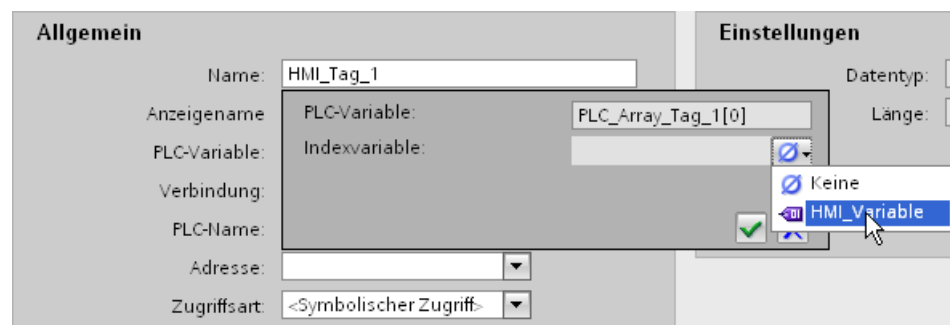 Allgemein
Einstellungen
Name: HMI_Tag_1
Datentyp:
Anzeigename
PLC-Variable: PLC_Array_Tag_1[0]
Länge:
PLC-Variable:
Indexvariable:
Verbindung:
Keine
HMI_Variable
PLC-Name:
Adresse:
Zugriffsart: <Symbolischer Zugriff>